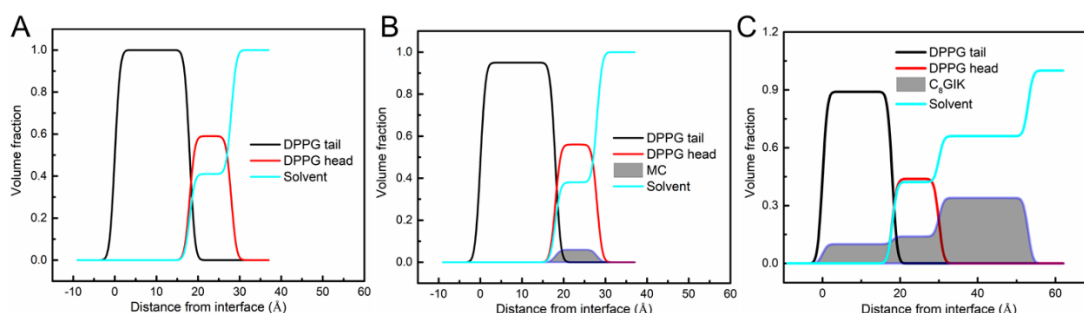 A
Volume fraction
1.0
0.8
0.6
0.4
0.2
0.0
DPPG tail
DPPG head
Solvent
-10 0 10 20 30 40 50 60
Distance from interface (Å)
B
Volume fraction
1.0
0.8
0.6
0.4
0.2
0.0
DPPG tail
DPPG head
MC
Solvent
-10 0 10 20 30 40 50 60
Distance from interface (Å)
C
Volume fraction
1.2
0.9
0.6
0.3
0.0
DPPG tail
DPPG head
C₈GIK
Solvent
0 20 40 60
Distance from interface (Å)